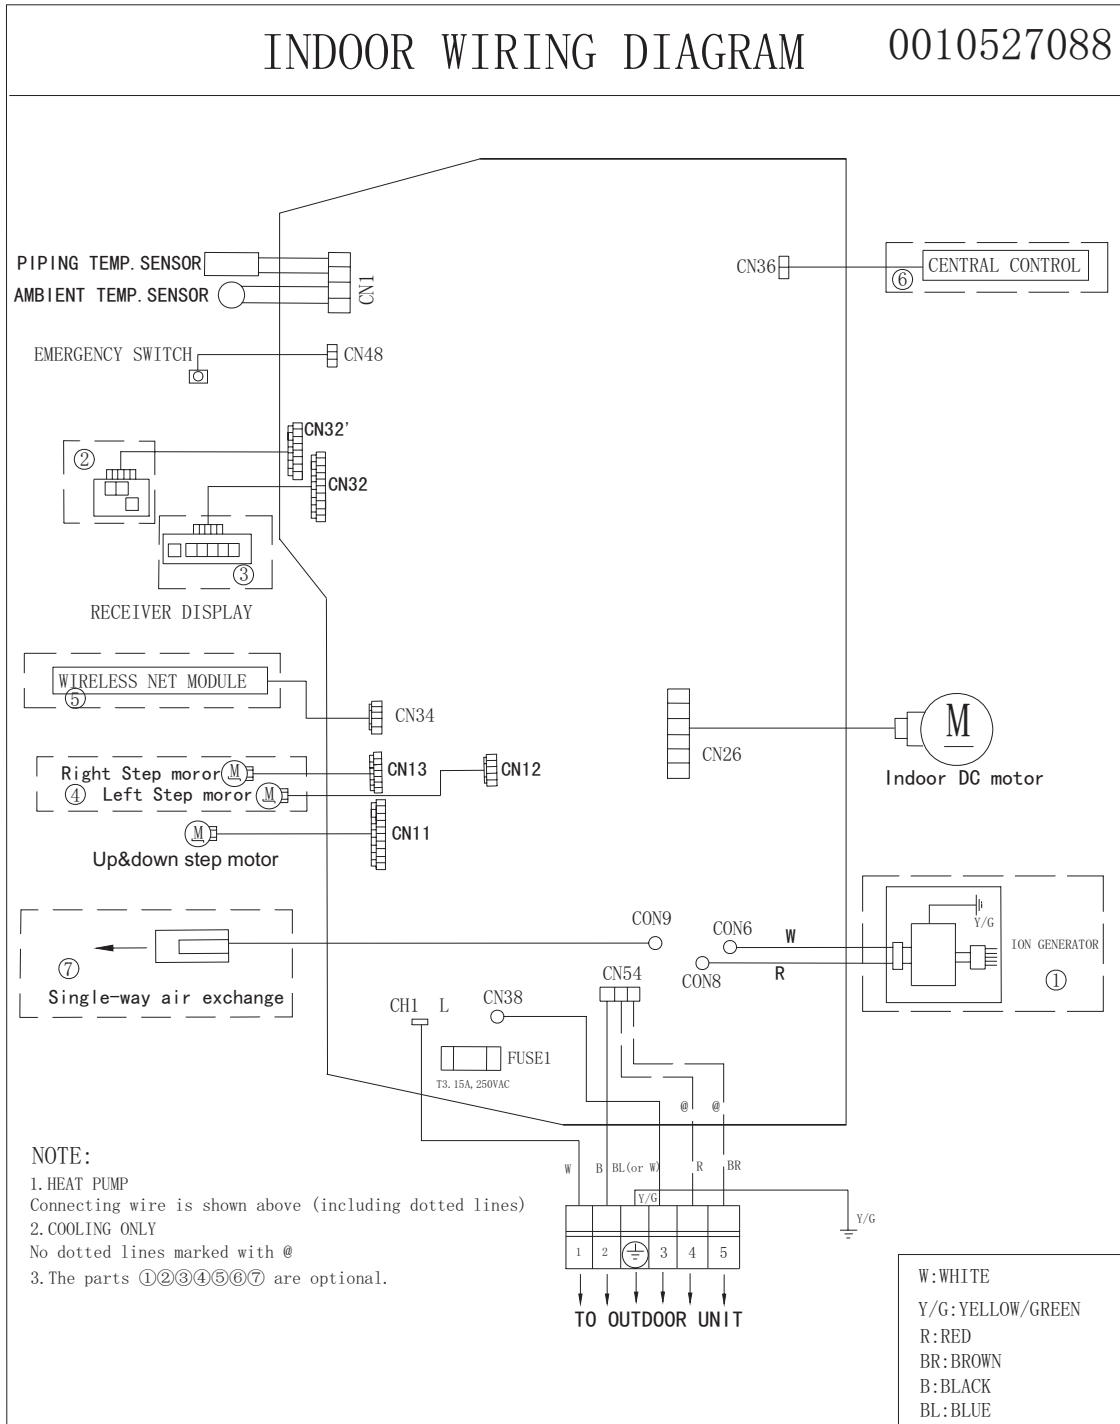 INDOOR WIRING DIAGRAM 0010527088
PIPING TEMP.SENSOR
AMBIENT TEMP.SENSOR
CN1
CN36
CENTRAL CONTROL
⑥
EMERGENCY SWITCH
CN48
CN32'
②
CN32
③
RECEIVER DISPLAY
WIRELESS NET MODULE
⑤
CN34
CN26
M
Indoor DC motor
Right Step moror M
CN13
CN12
④ Left Step moror M
M
CN11
Up&down step motor
CON9
CON6
W
Y/G
ION GENERATOR
①
⑦
CN54
CON8
R
Single-way air exchange
CH1 L
CN38
FUSE1
T3.15A,250VAC
@ @
NOTE:
1.HEAT PUMP
Connecting wire is shown above (including dotted lines)
2.COOLING ONLY
No dotted lines marked with @
3.The parts ①②③④⑤⑥⑦ are optional.
W B BL(or W) R BR
Y/G
Y/G
1 2 3 4 5
TO OUTDOOR UNIT
W:WHITE
Y/G:YELLOW/GREEN
R:RED
BR:BROWN
B:BLACK
BL:BLUE